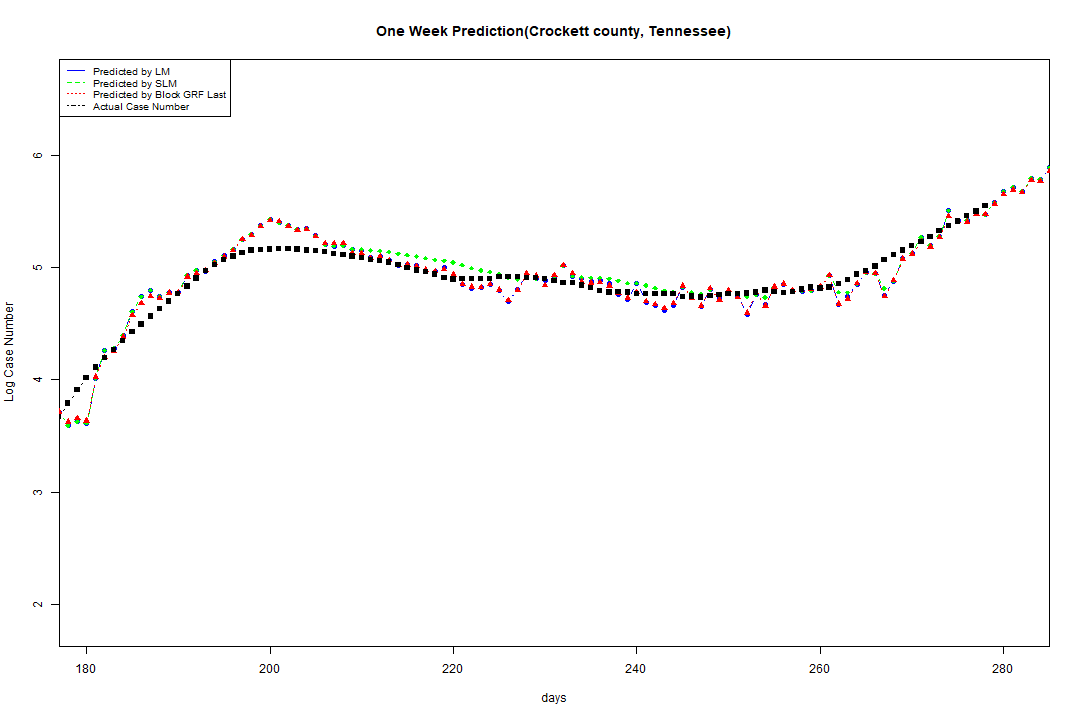 One Week Prediction(Crockett county, Tennessee)
Predicted by LM
Predicted by SLM
Predicted by Block GRF Last
Actual Case Number
6
5
4
3
2
Log Case Number
180 200 220 240 260 280
days